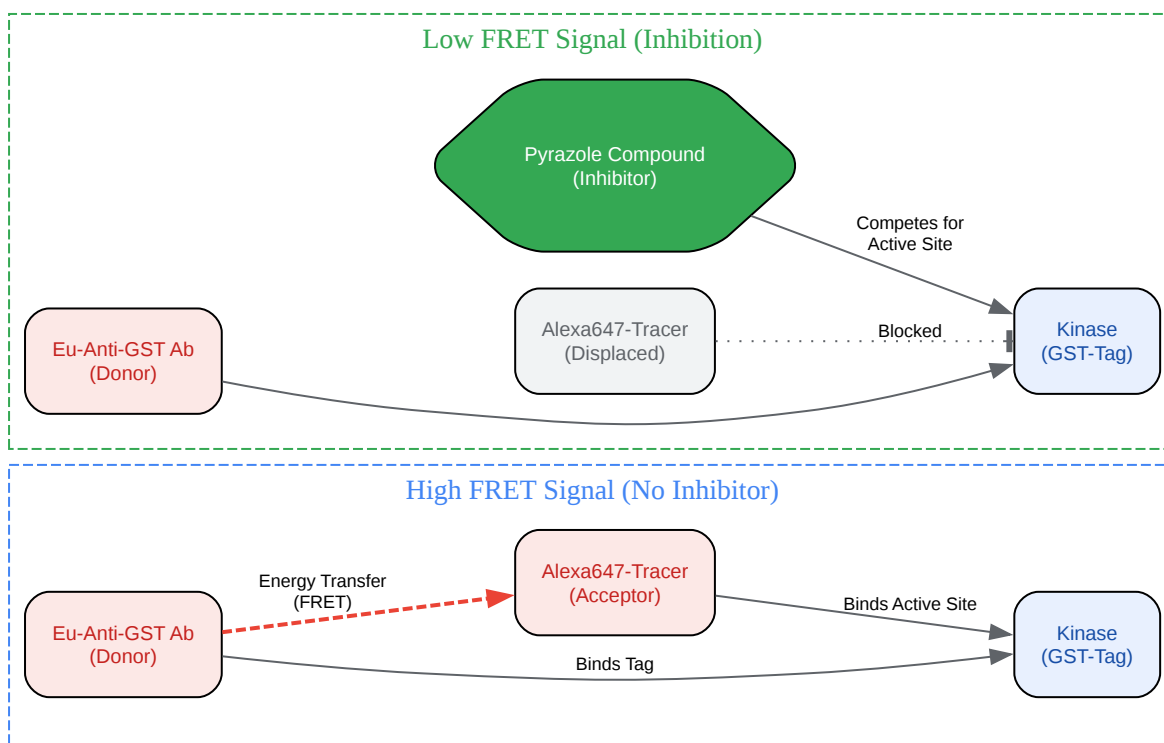 Low FRET Signal (Inhibition)
Pyrazole Compound
(Inhibitor)
Competes for
Active Site
Alexa647-Tracer
(Displaced)
Blocked
Kinase
(GST-Tag)
Eu-Anti-GST Ab
(Donor)
High FRET Signal (No Inhibitor)
Energy Transfer
(FRET)
Alexa647-Tracer
(Acceptor)
Binds Active Site
Eu-Anti-GST Ab
(Donor)
Binds Tag
Kinase
(GST-Tag)